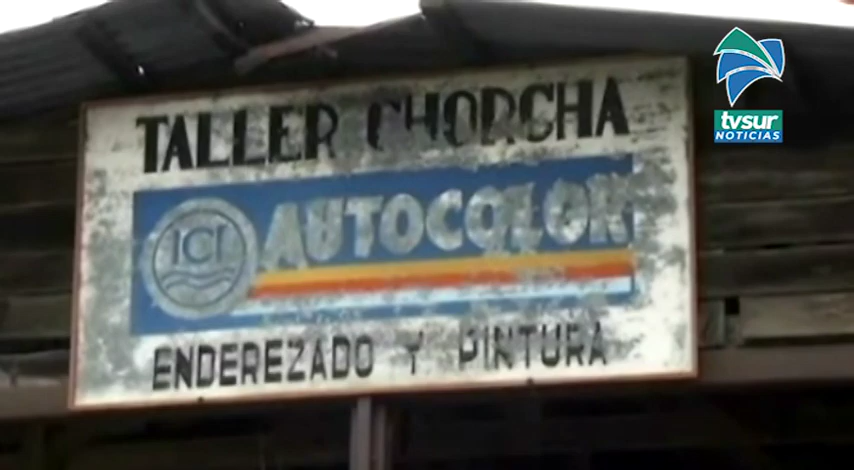 TALLER CHORCHA
ICI AUTOCOLOR
ENDEREZADO Y PINTURA
tvsur
NOTICIAS